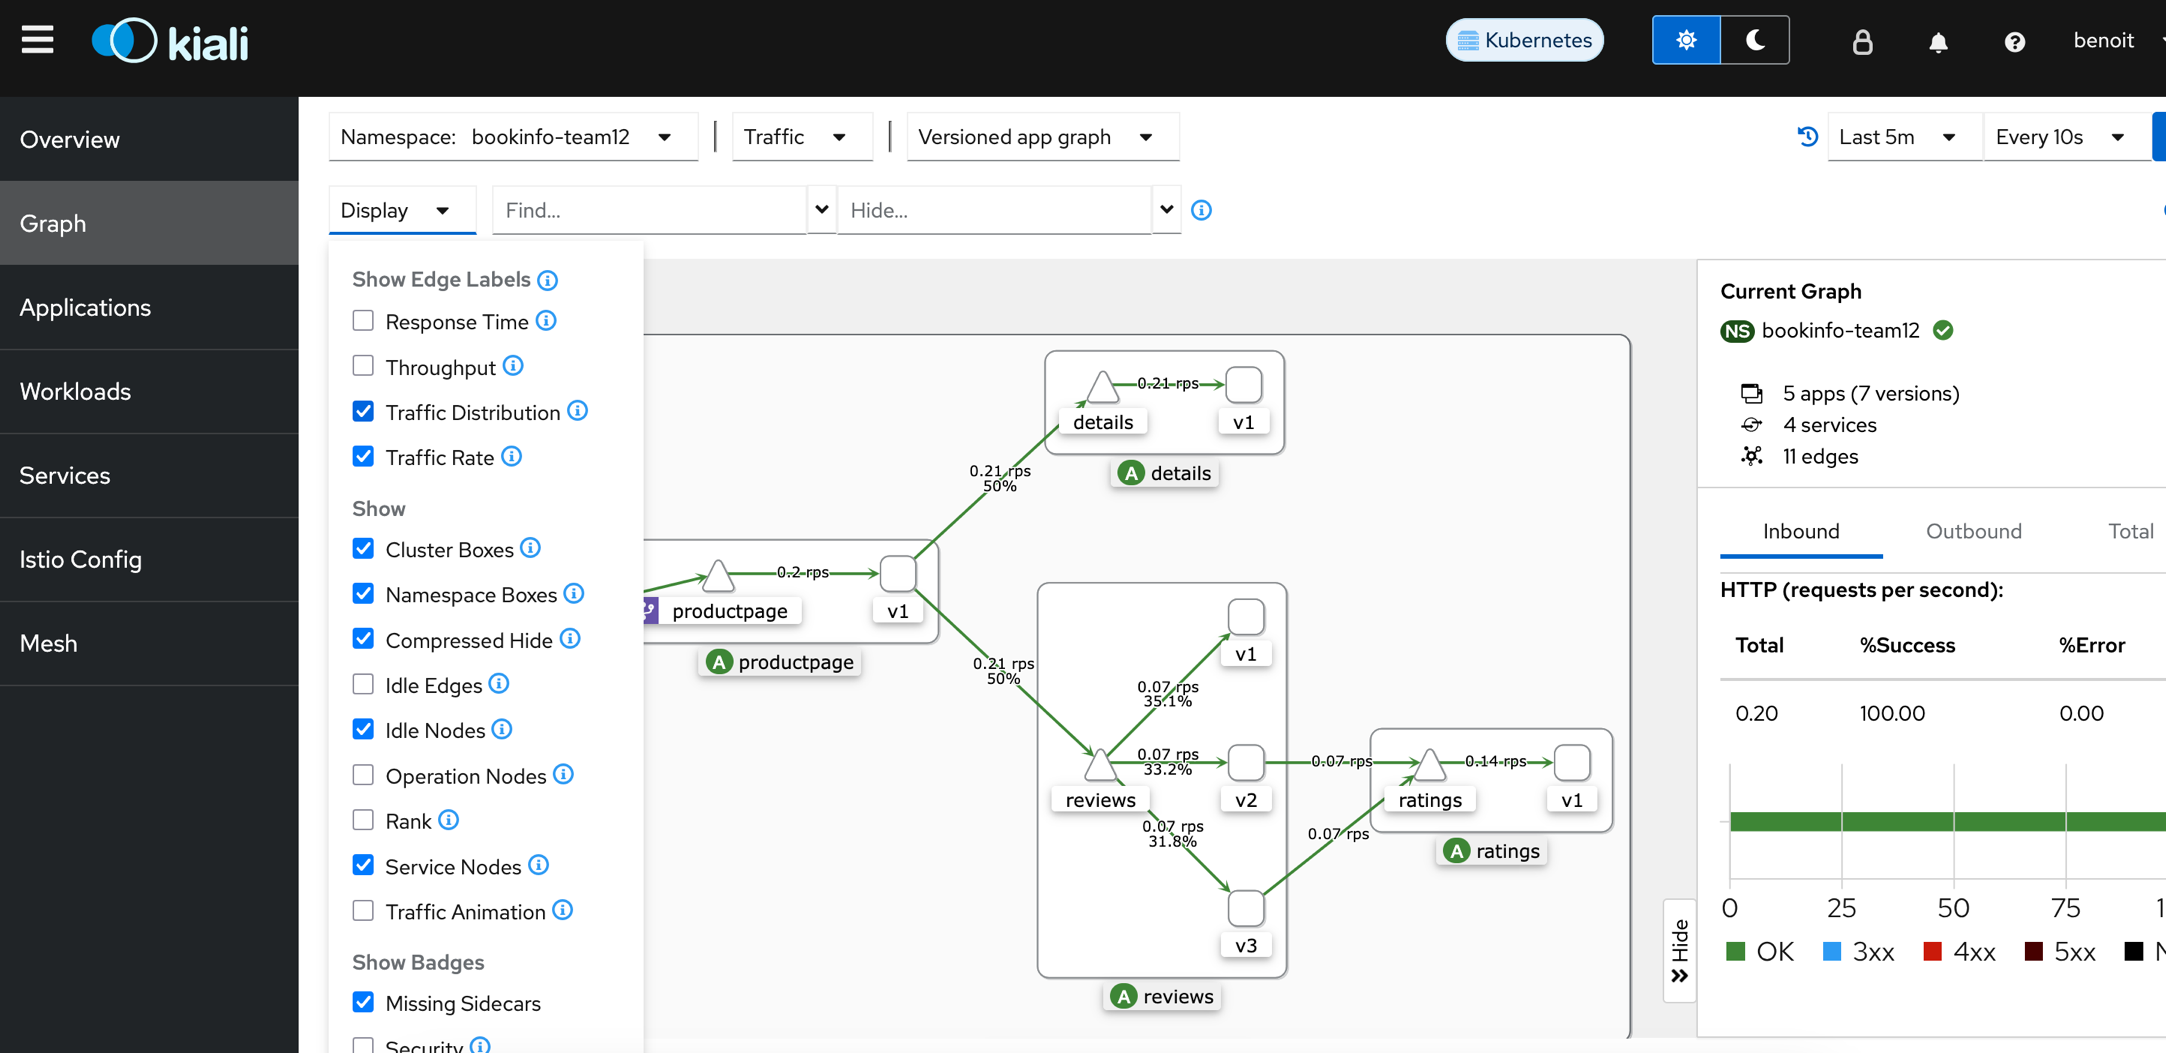 kiali
Kubernetes
benoit
Overview
Graph
Applications
Workloads
Services
Istio Config
Mesh
Namespace: bookinfo-team12
Traffic
Versioned app graph
Last 5m
Every 10s
Display
Find...
Hide...
Show Edge Labels
Response Time
Throughput
Traffic Distribution
Traffic Rate
Show
Cluster Boxes
Namespace Boxes
Compressed Hide
Idle Edges
Idle Nodes
Operation Nodes
Rank
Service Nodes
Traffic Animation
Show Badges
Missing Sidecars
Security
0.21 rps
details
v1
A details
0.21 rps
50%
0.2 rps
productpage
v1
A productpage
0.21 rps
50%
v1
0.07 rps
35.1%
0.07 rps
33.2%
reviews
v2
0.07 rps
31.8%
v3
A reviews
0.07 rps
0.14 rps
ratings
v1
0.07 rps
A ratings
Hide
Current Graph
NS bookinfo-team12
5 apps (7 versions)
4 services
11 edges
Inbound
Outbound
Total
HTTP (requests per second):
Total %Success %Error
0.20 100.00 0.00
0 25 50 75
OK 3xx 4xx 5xx